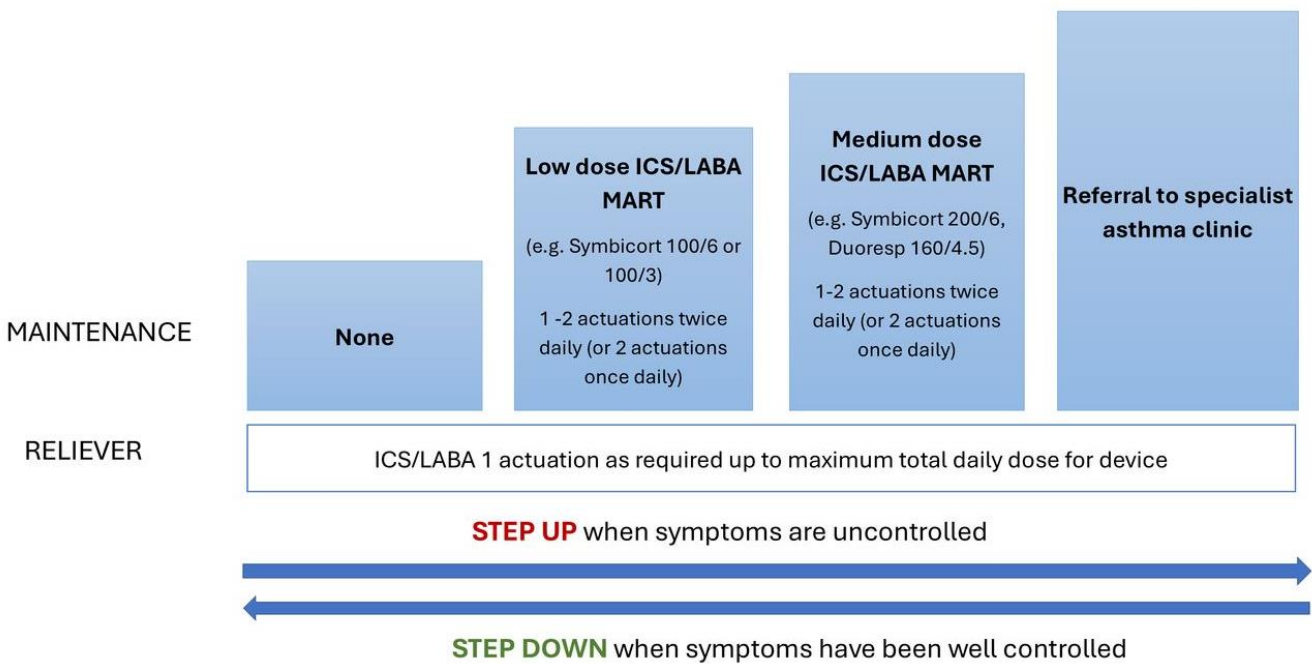 Low dose ICS/LABA
MART
(e.g. Symbicort 100/6 or
100/3)
1 -2 actuations twice
daily (or 2 actuations
once daily)
Medium dose
ICS/LABA MART
(e.g. Symbicort 200/6,
Duoresp 160/4.5)
1-2 actuations twice
daily (or 2 actuations
once daily)
Referral to specialist
asthma clinic
MAINTENANCE
None
RELIEVER
ICS/LABA 1 actuation as required up to maximum total daily dose for device
STEP UP when symptoms are uncontrolled
STEP DOWN when symptoms have been well controlled